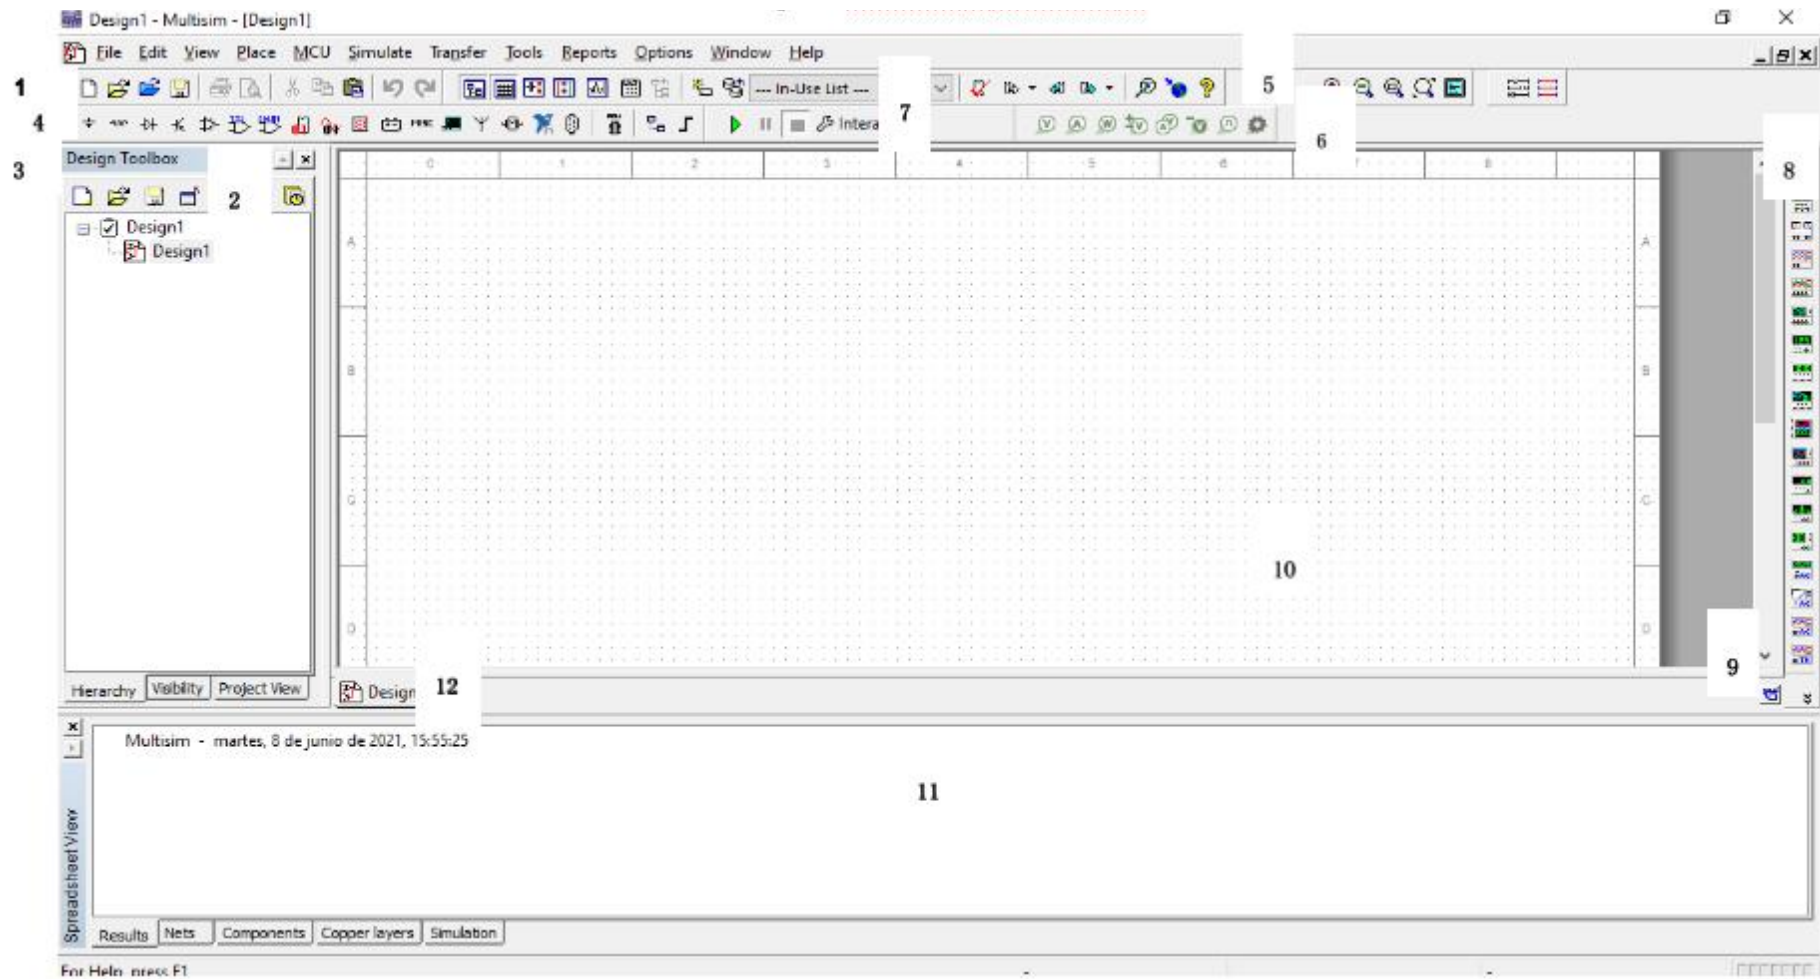 Design1 - Multisim - [Design1]
File Edit View Place MCU Simulate Transfer Tools Reports Options Window Help
1
--- In-Use List ---
5
4
Intera
7
6
3
Design Toolbox
0 1 2 3 4 5 6 7 8
8
2
Design1
Design1
A A
B B
C C
10
D D
9
Hierarchy Visibility Project View
Design
12
Multisim - martes, 8 de junio de 2021, 15:55:25
11
Spreadsheet View
Results Nets Components Copper layers Simulation
For Help, press F1